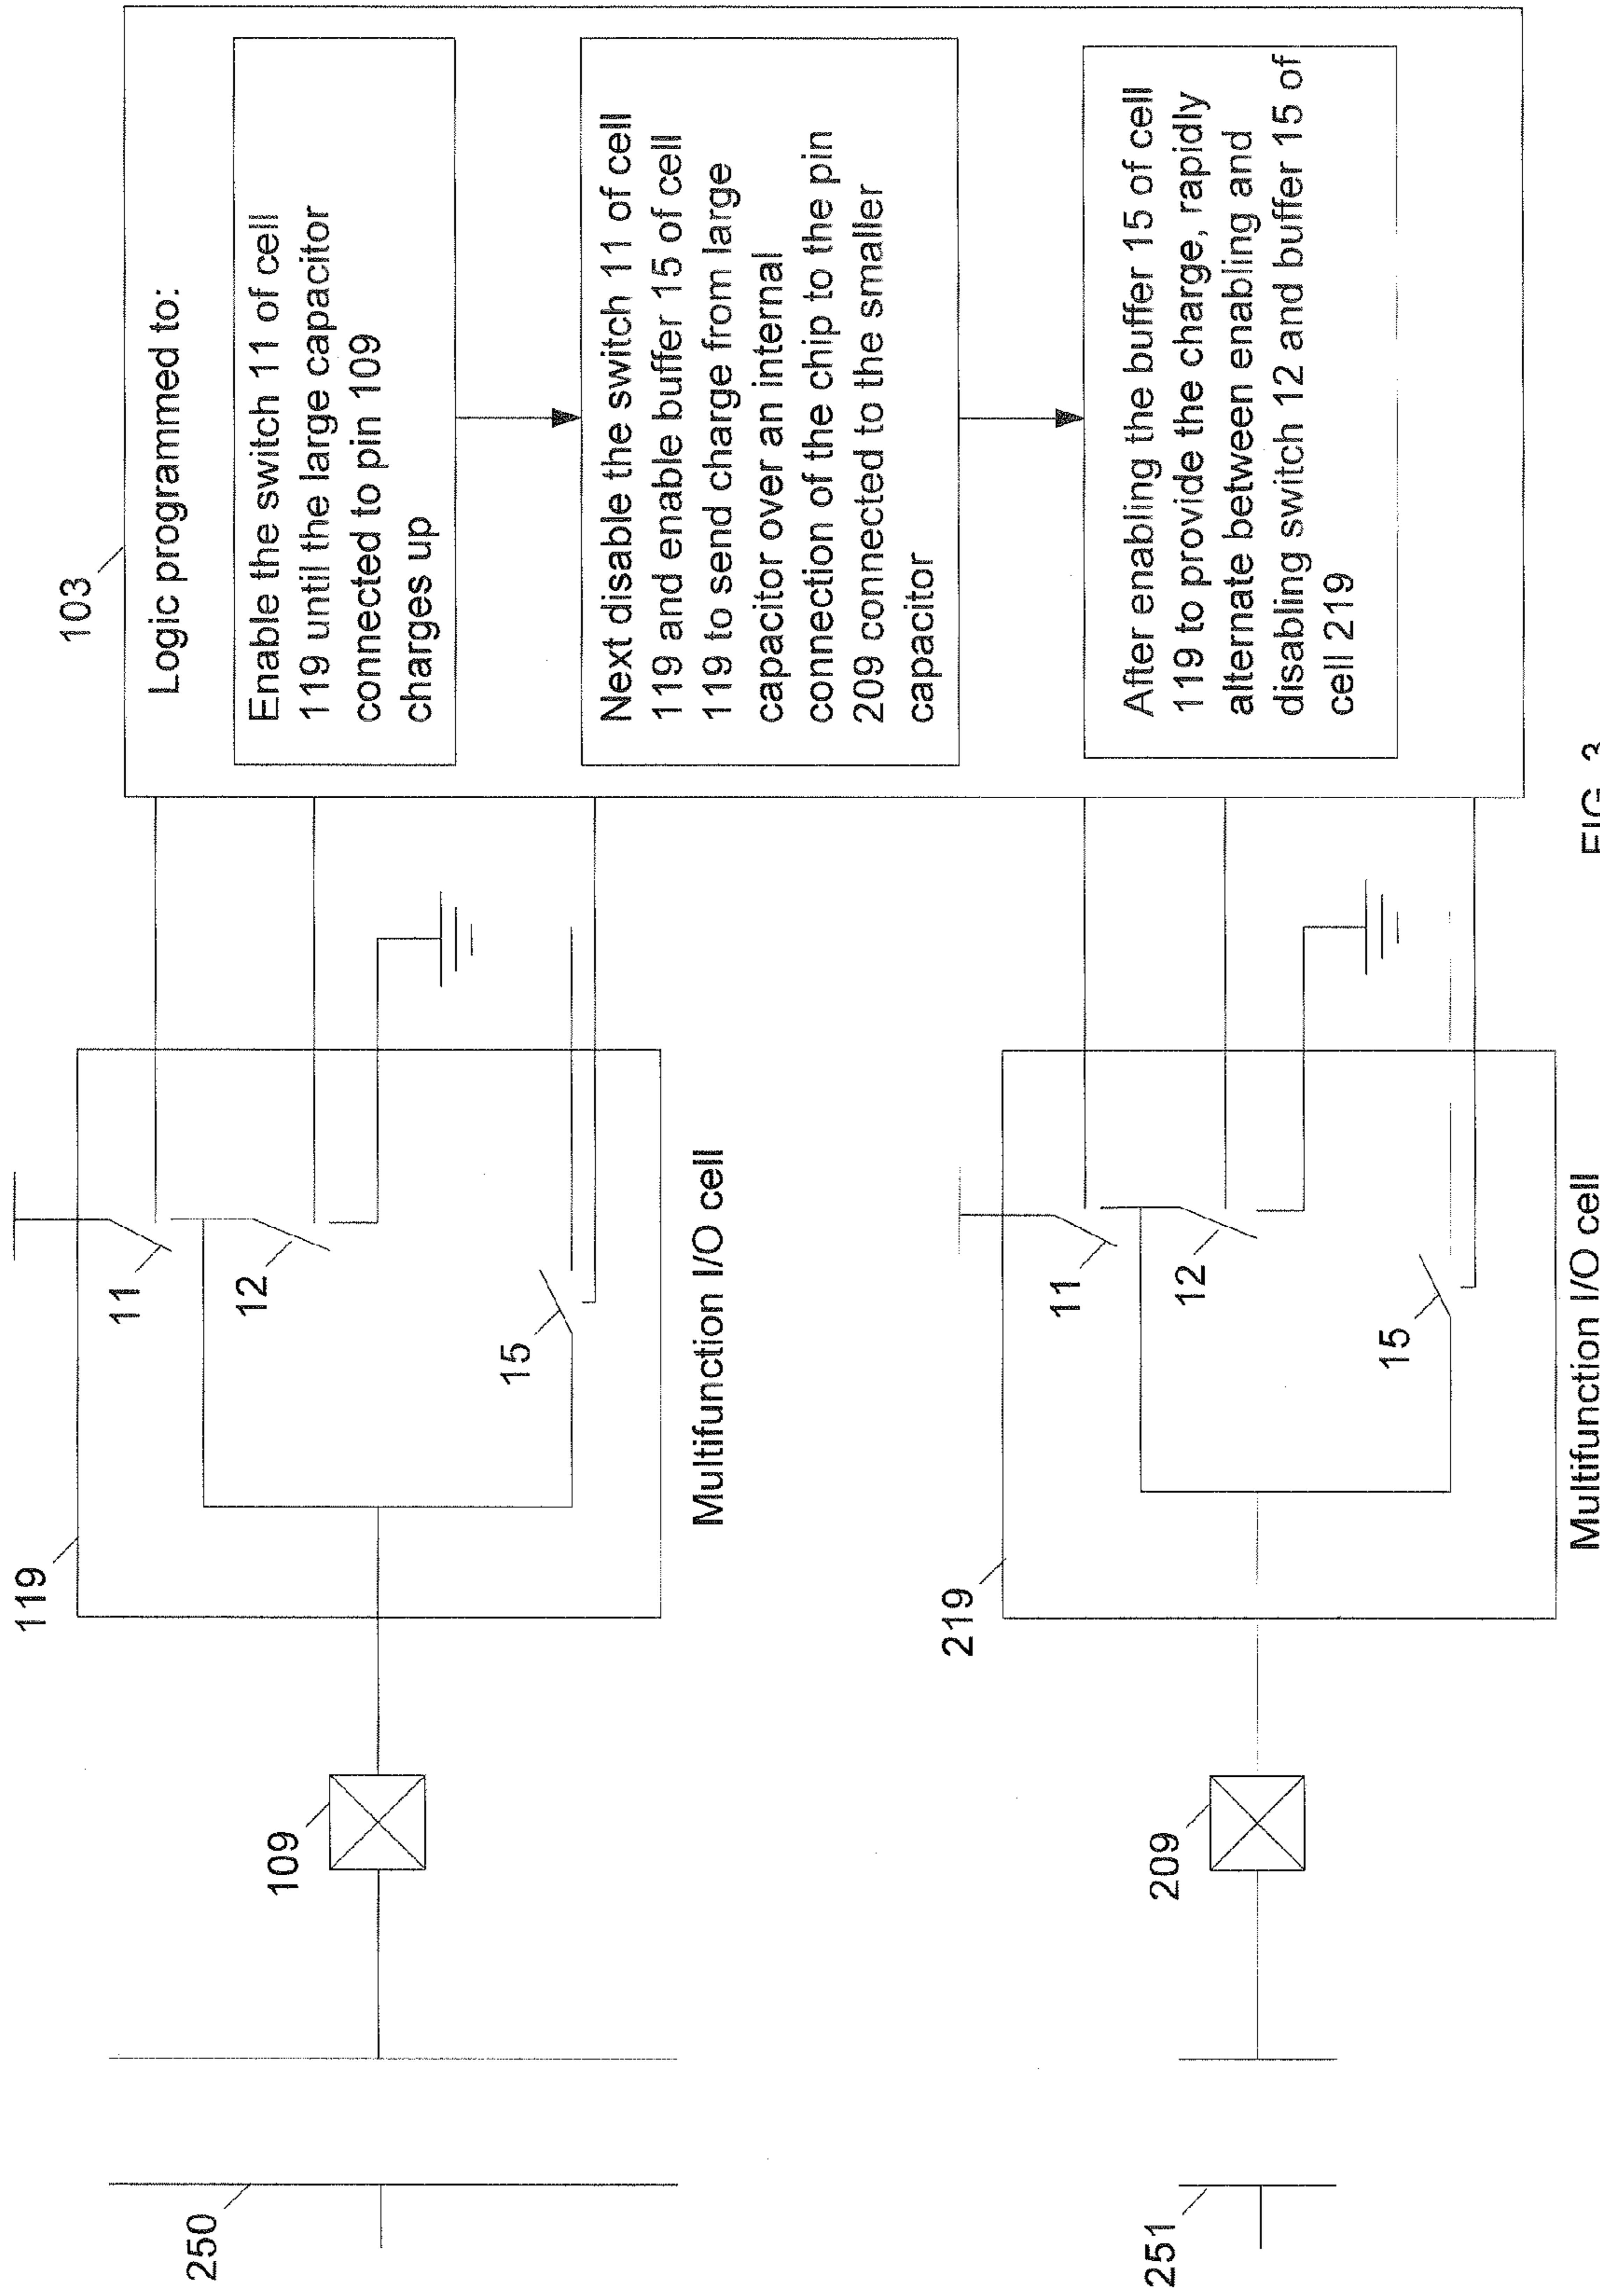 103
Logic programmed to:
Enable the switch 11 of cell
119 until the large capacitor
connected to pin 109
charges up
Next disable the switch 11 of cell
119 and enable buffer 15 of cell
119 to send charge from large
capacitor over an internal
connection of the chip to the pin
209 connected to the smaller
capacitor
After enabling the buffer 15 of cell
119 to provide the charge, rapidly
alternate between enabling and
disabling switch 12 and buffer 15 of
cell 219
119
11
12
15
Multifunction I/O cell
219
11
12
15
Multifunction I/O cell
109
209
250
251
FIG. 3